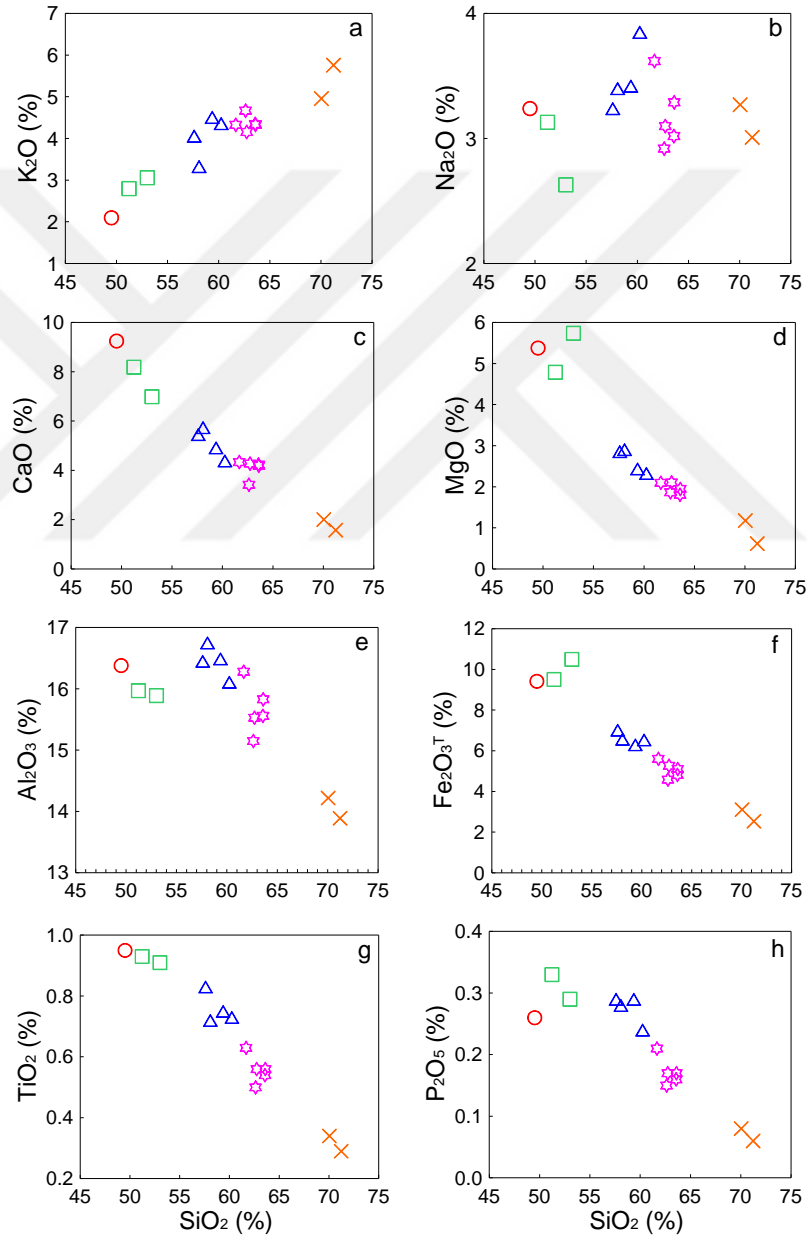 a
K₂O (%)
7
6
5
4
3
2
1
45 50 55 60 65 70 75
b
Na₂O (%)
4
3
2
45 50 55 60 65 70 75
c
CaO (%)
10
8
6
4
2
0
45 50 55 60 65 70 75
d
MgO (%)
6
5
4
3
2
1
0
45 50 55 60 65 70 75
e
Al₂O₃ (%)
17
16
15
14
13
45 50 55 60 65 70 75
f
Fe₂O₃ᵀ (%)
12
10
8
6
4
2
0
45 50 55 60 65 70 75
g
TiO₂ (%)
1.0
0.8
0.6
0.4
0.2
45 50 55 60 65 70 75
SiO₂ (%)
h
P₂O₅ (%)
0.4
0.3
0.2
0.1
0.0
45 50 55 60 65 70 75
SiO₂ (%)